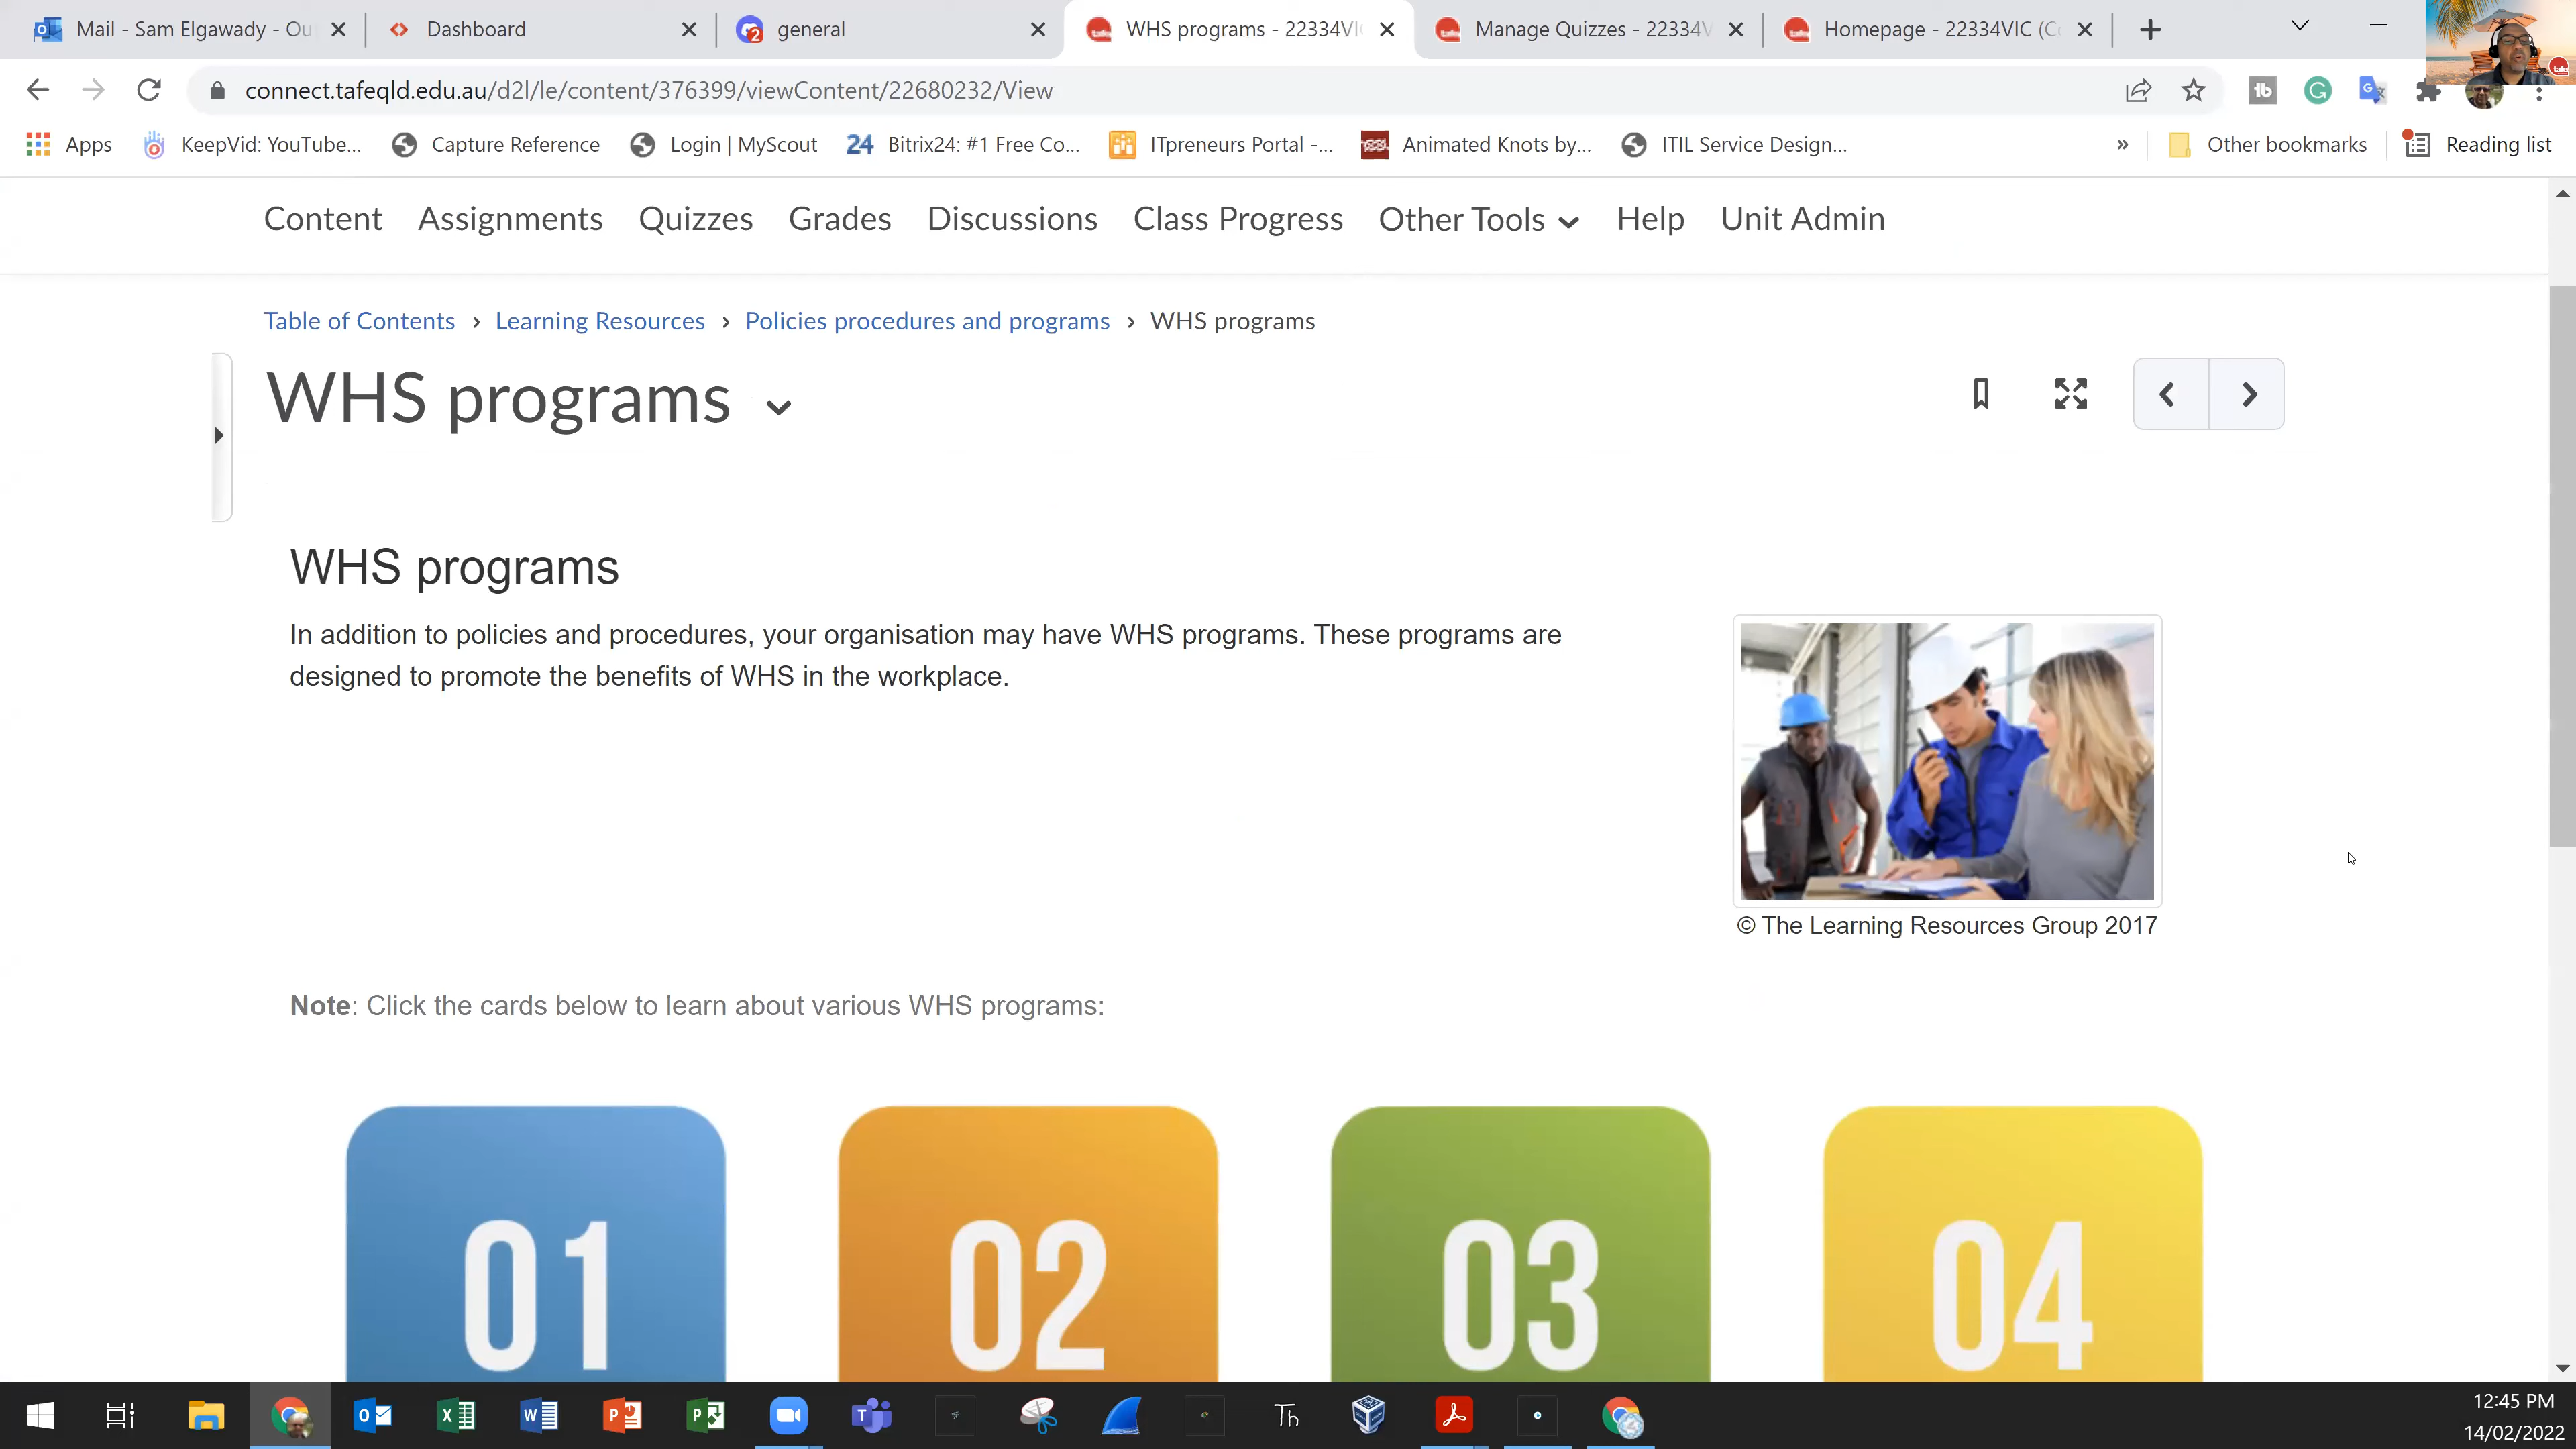 Mail - Sam Elgawady - Ou
Dashboard
general
WHS programs - 22334VIC
Manage Quizzes - 22334V
Homepage - 22334VIC (Co
connect.tafeqld.edu.au/d2l/le/content/376399/viewContent/22680232/View
Apps
KeepVid: YouTube...
Capture Reference
Login | MyScout
24 Bitrix24: #1 Free Co...
ITpreneurs Portal -...
Animated Knots by...
ITIL Service Design...
»
Other bookmarks
Reading list
Content Assignments Quizzes Grades Discussions Class Progress Other Tools Help Unit Admin
Table of Contents › Learning Resources › Policies procedures and programs › WHS programs
WHS programs
WHS programs
In addition to policies and procedures, your organisation may have WHS programs. These programs are
designed to promote the benefits of WHS in the workplace.
© The Learning Resources Group 2017
Note: Click the cards below to learn about various WHS programs:
01 02 03 04
12:45 PM
14/02/2022